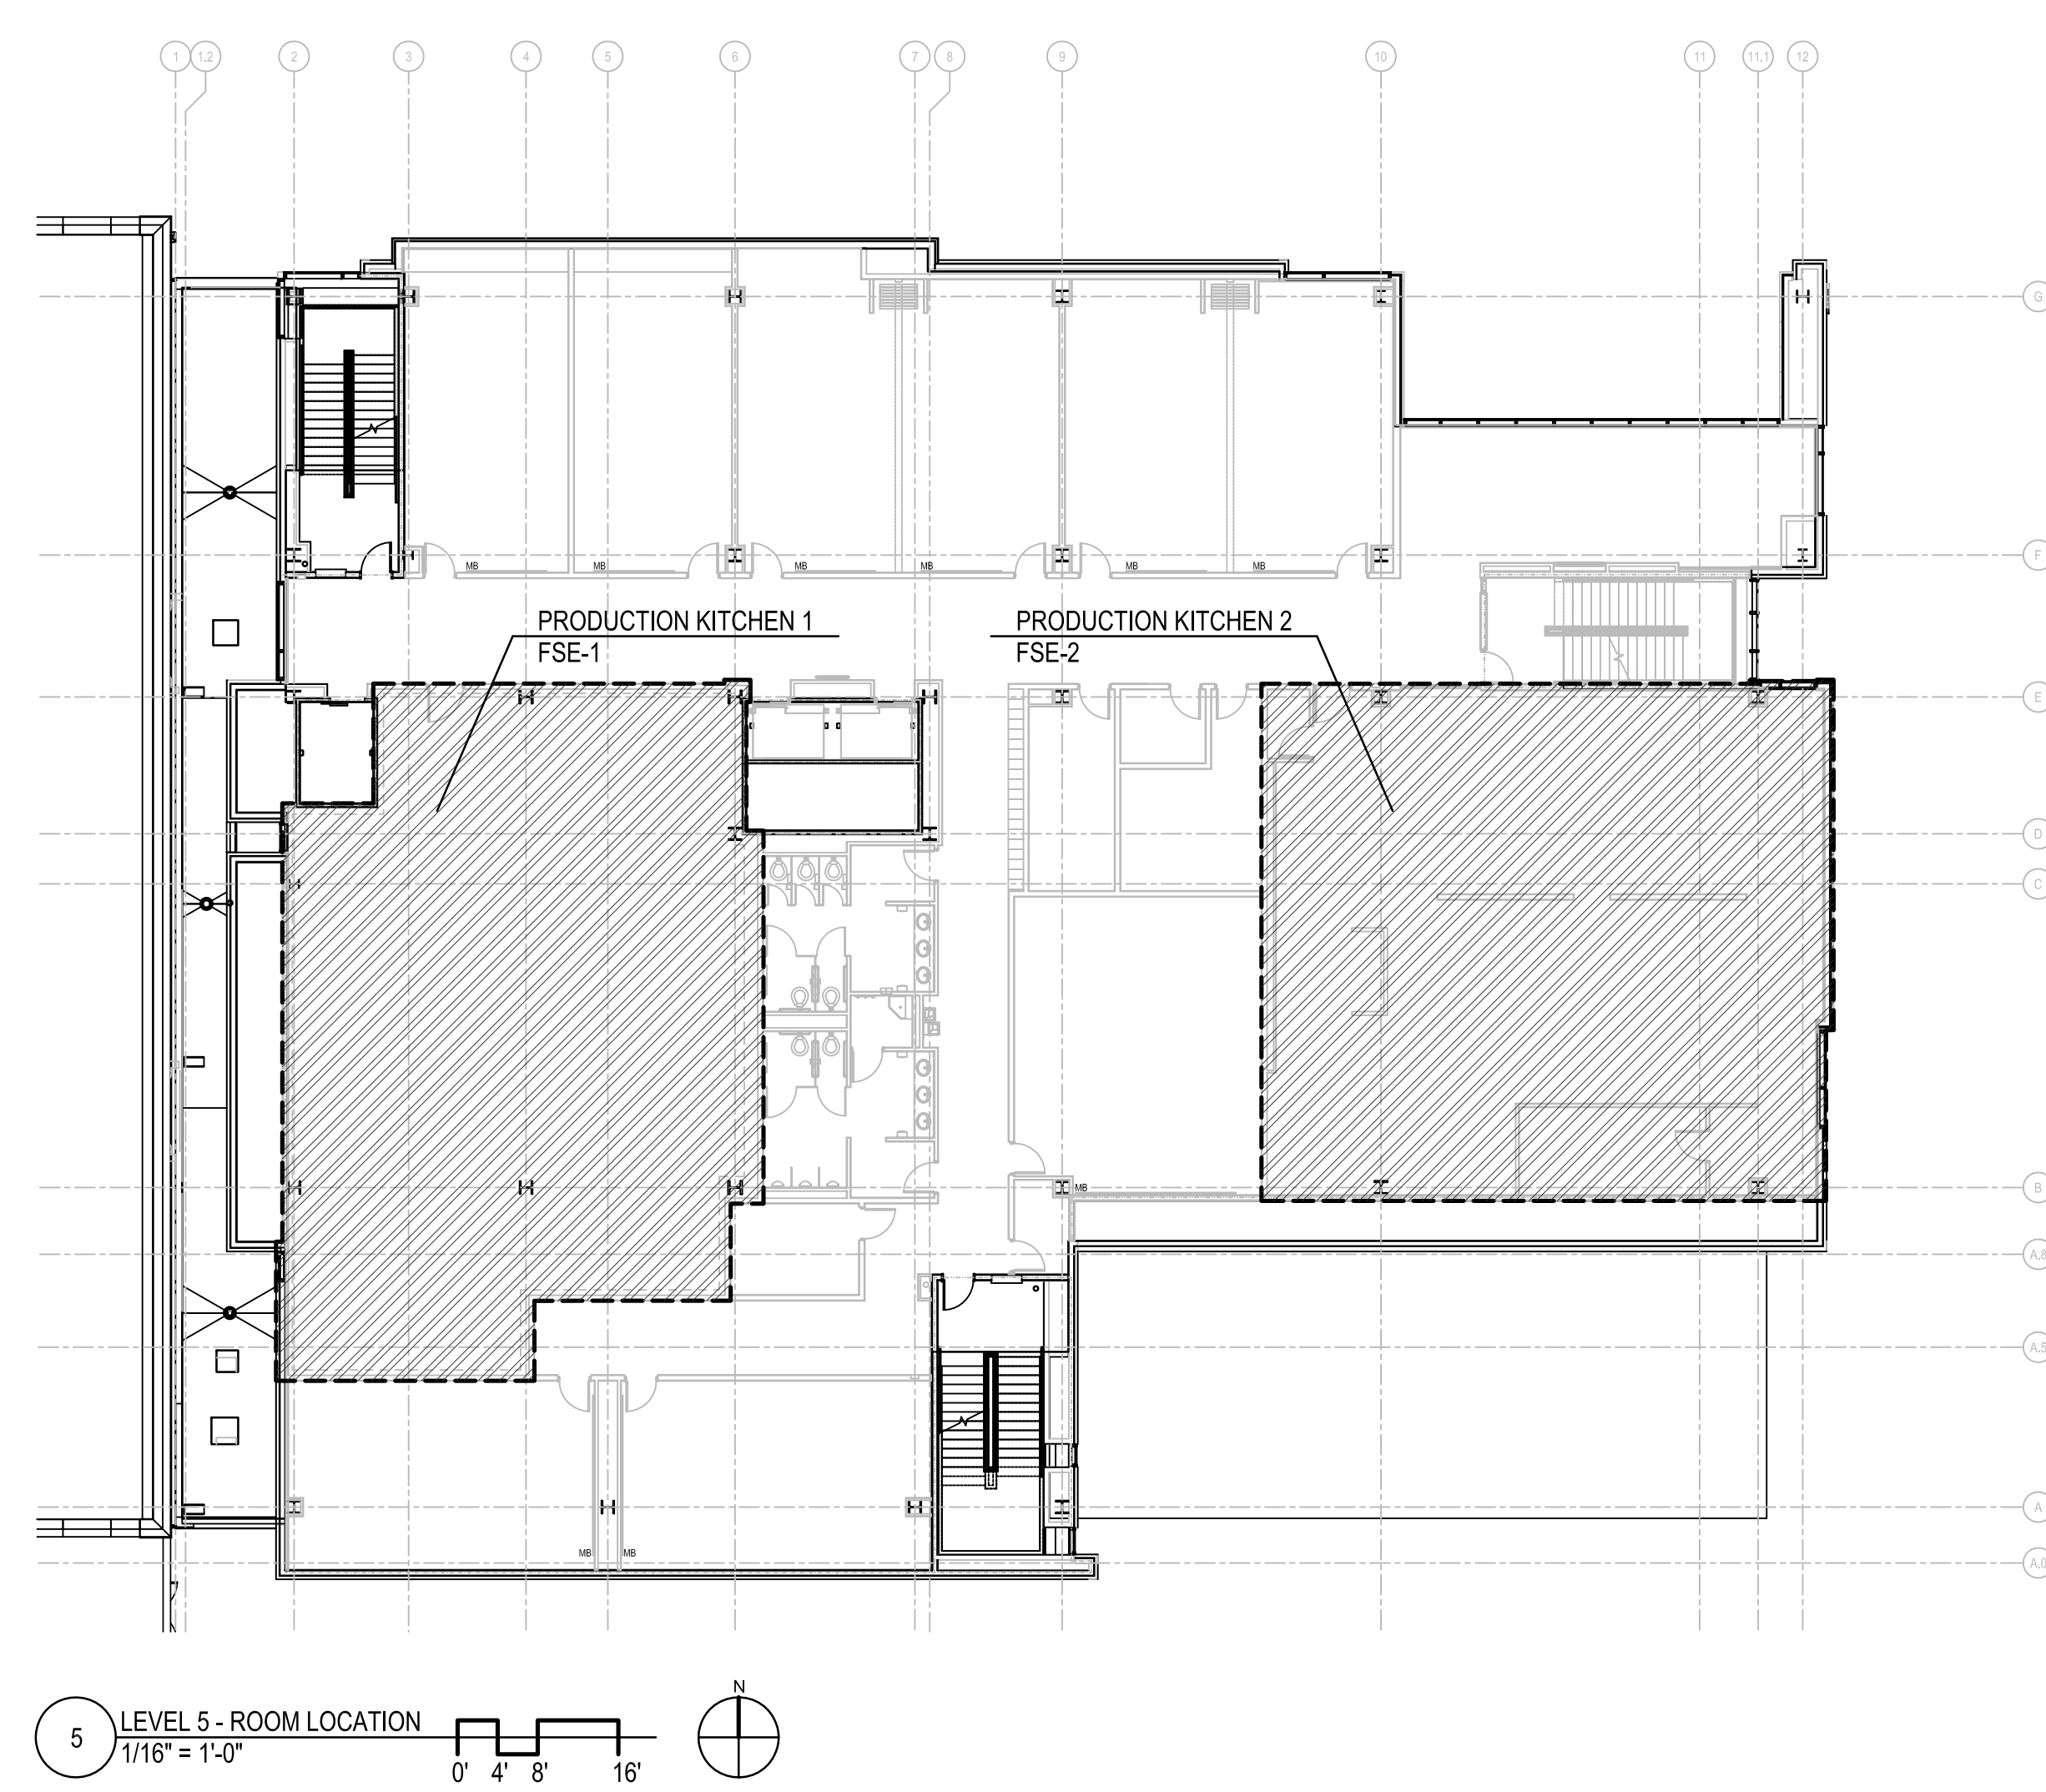 1 1.2 2 3 4 5 6 7 8 9 10 11 11.1 12
G
F
MB MB MB MB MB MB
PRODUCTION KITCHEN 1
FSE-1
PRODUCTION KITCHEN 2
FSE-2
E
D
C
MB
B
A.8
A.5
A
MB MB
A.0
N
5
LEVEL 5 - ROOM LOCATION
1/16" = 1'-0"
0' 4' 8' 16'